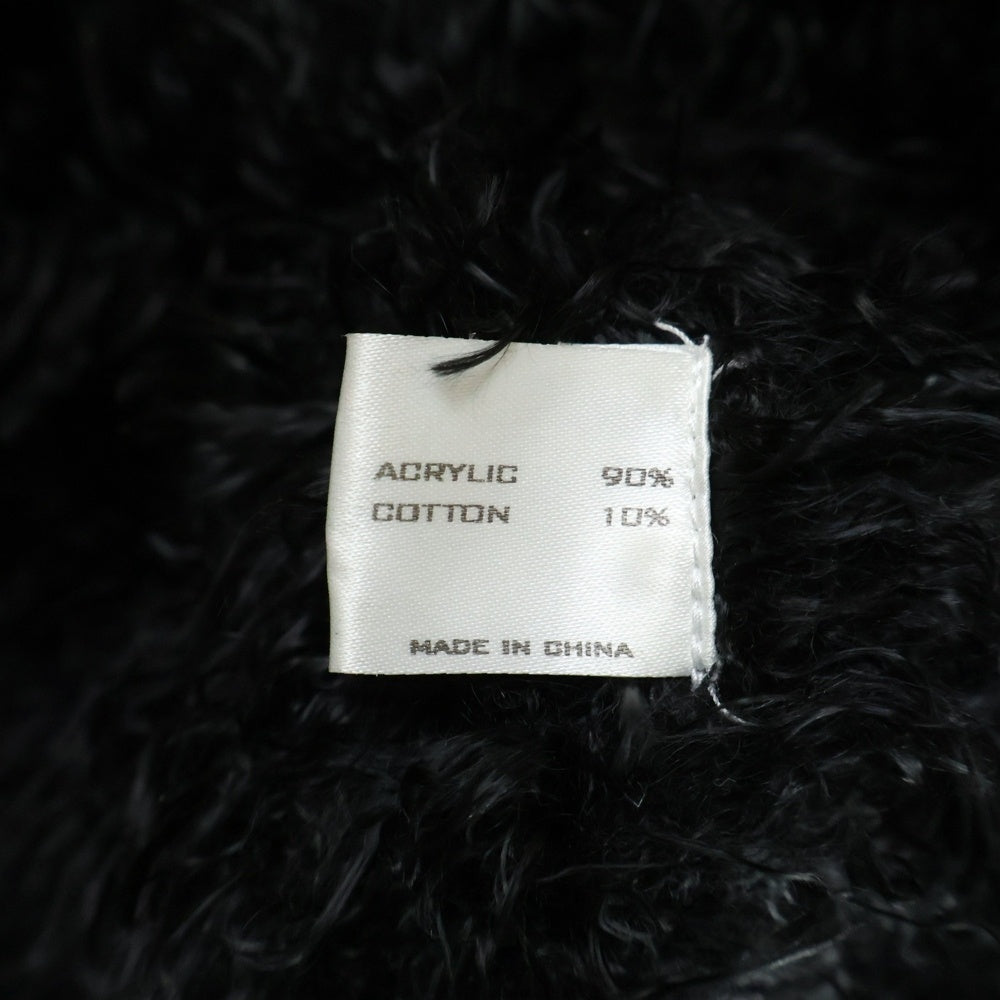 ACRYLIC 90%
COTTON 10%
MADE IN CHINA